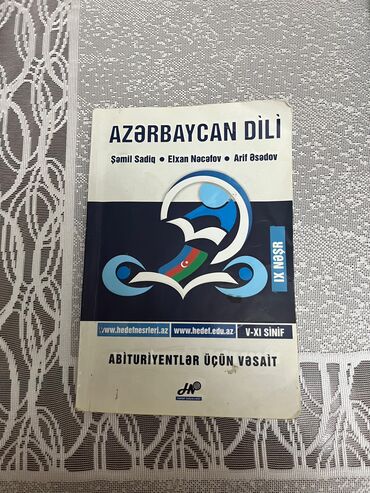 AZƏRBAYCAN DİLİ
Şəmil Sadiq • Elxan Nəcəfov • Arif Əsədov
IX NƏŞR
www.hedefnesrleri.az www.hedef.edu.az V-XI SİNİF
ABİTURİYENTLƏR ÜÇÜN VƏSAİT